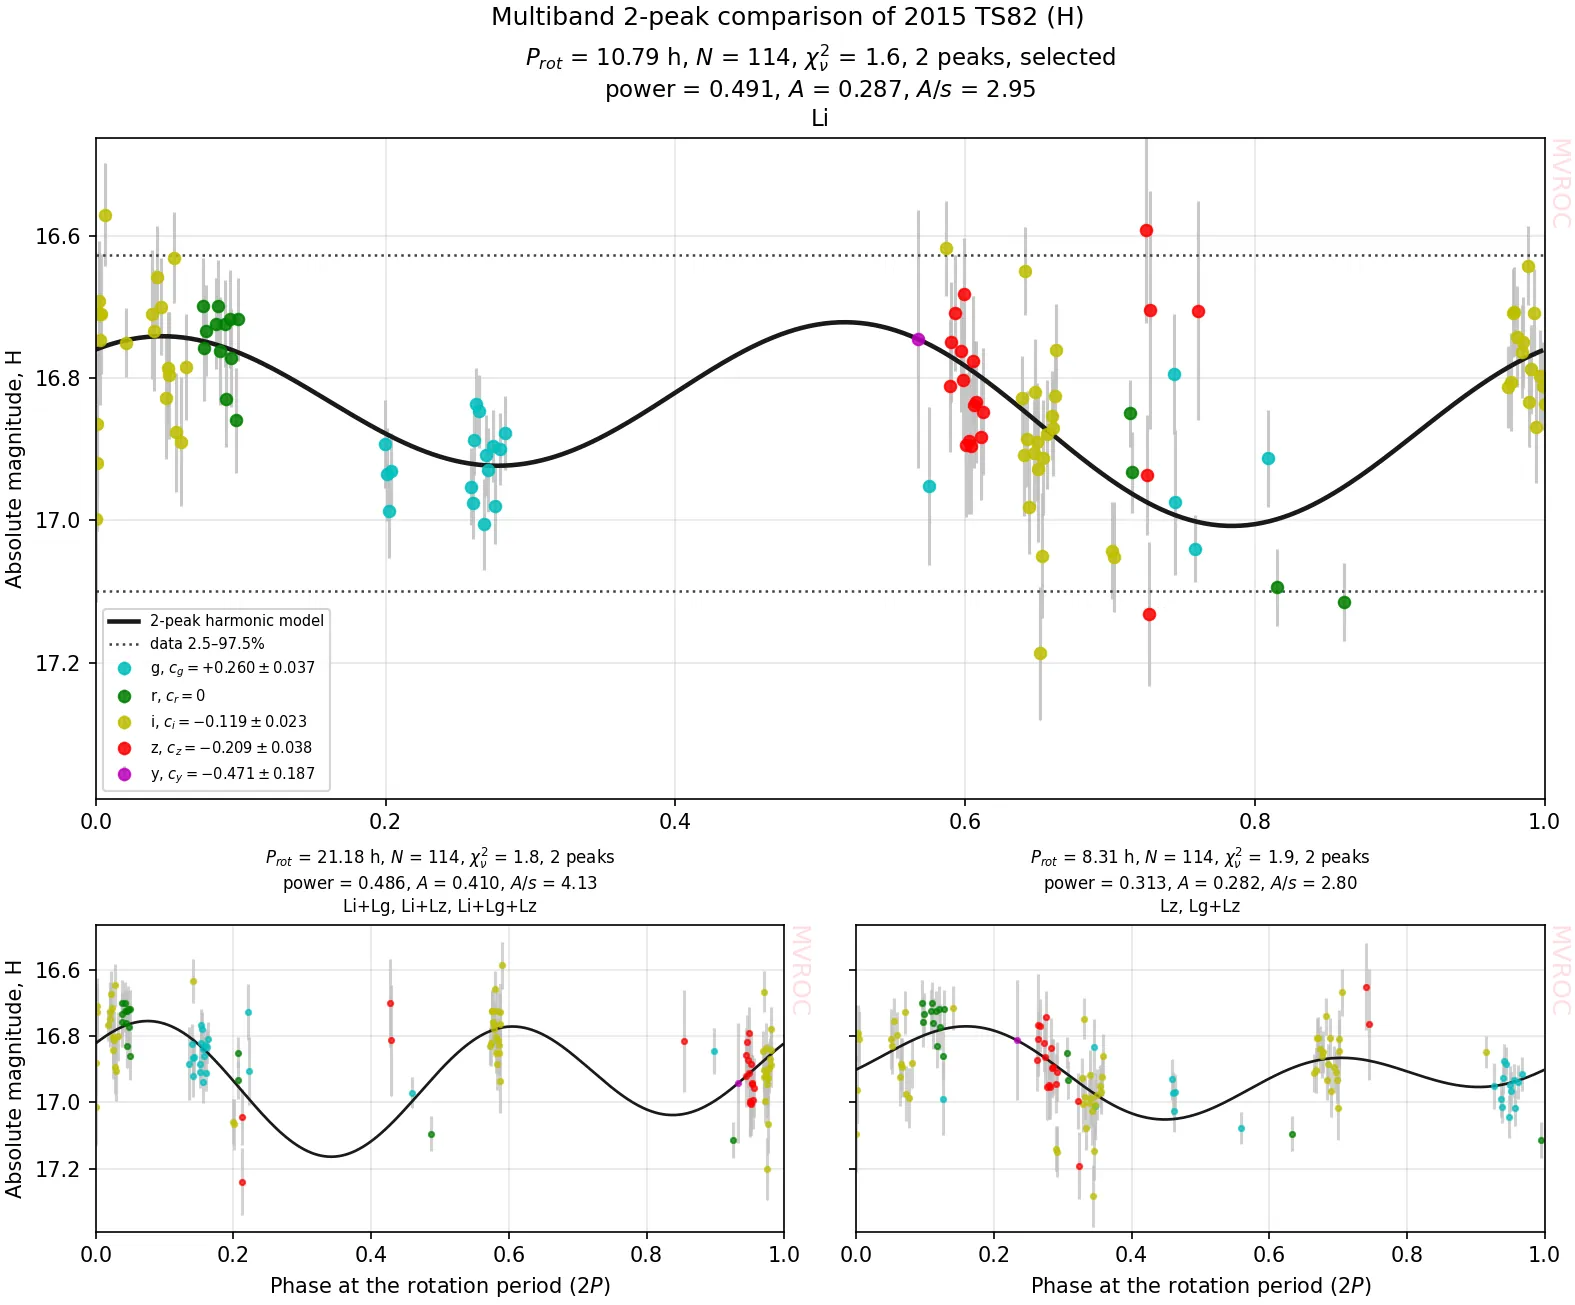 Multiband 2-peak comparison of 2015 TS82 (H)
P_rot = 10.79 h, N = 114, χ²_ν = 1.6, 2 peaks, selected
power = 0.491, A = 0.287, A/s = 2.95
Li
MVROC
Absolute magnitude, H
16.6
16.8
17.0
17.2
2-peak harmonic model
data 2.5–97.5%
g, c_g = +0.260 ± 0.037
r, c_r = 0
i, c_i = −0.119 ± 0.023
z, c_z = −0.209 ± 0.038
y, c_y = −0.471 ± 0.187
0.0 0.2 0.4 0.6 0.8 1.0
P_rot = 21.18 h, N = 114, χ²_ν = 1.8, 2 peaks
power = 0.486, A = 0.410, A/s = 4.13
Li+Lg, Li+Lz, Li+Lg+Lz
MVROC
Absolute magnitude, H
16.6
16.8
17.0
17.2
0.0 0.2 0.4 0.6 0.8 1.0
Phase at the rotation period (2P)
P_rot = 8.31 h, N = 114, χ²_ν = 1.9, 2 peaks
power = 0.313, A = 0.282, A/s = 2.80
Lz, Lg+Lz
MVROC
0.0 0.2 0.4 0.6 0.8 1.0
Phase at the rotation period (2P)